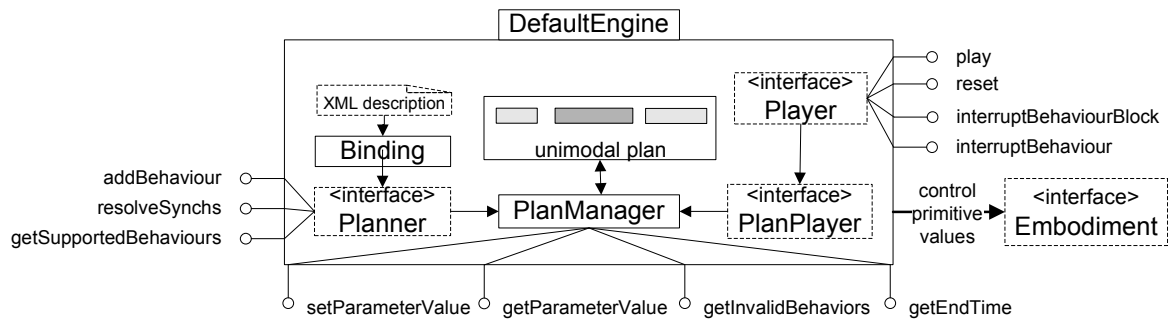 DefaultEngine
play
reset
interruptBehaviourBlock
interruptBehaviour
<interface>
Player
XML description
unimodal plan
Binding
addBehaviour
resolveSynchs
getSupportedBehaviours
<interface>
Planner
PlanManager
<interface>
PlanPlayer
control
primitive
values
<interface>
Embodiment
setParameterValue
getParameterValue
getInvalidBehaviors
getEndTime